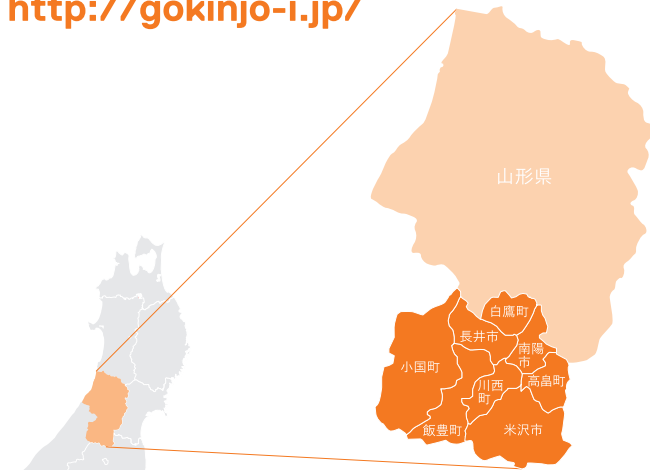 http://gokinjo-i.jp/
山形県
白鷹町
長井市
南陽
市
小国町
川西
町
高畠町
飯豊町
米沢市